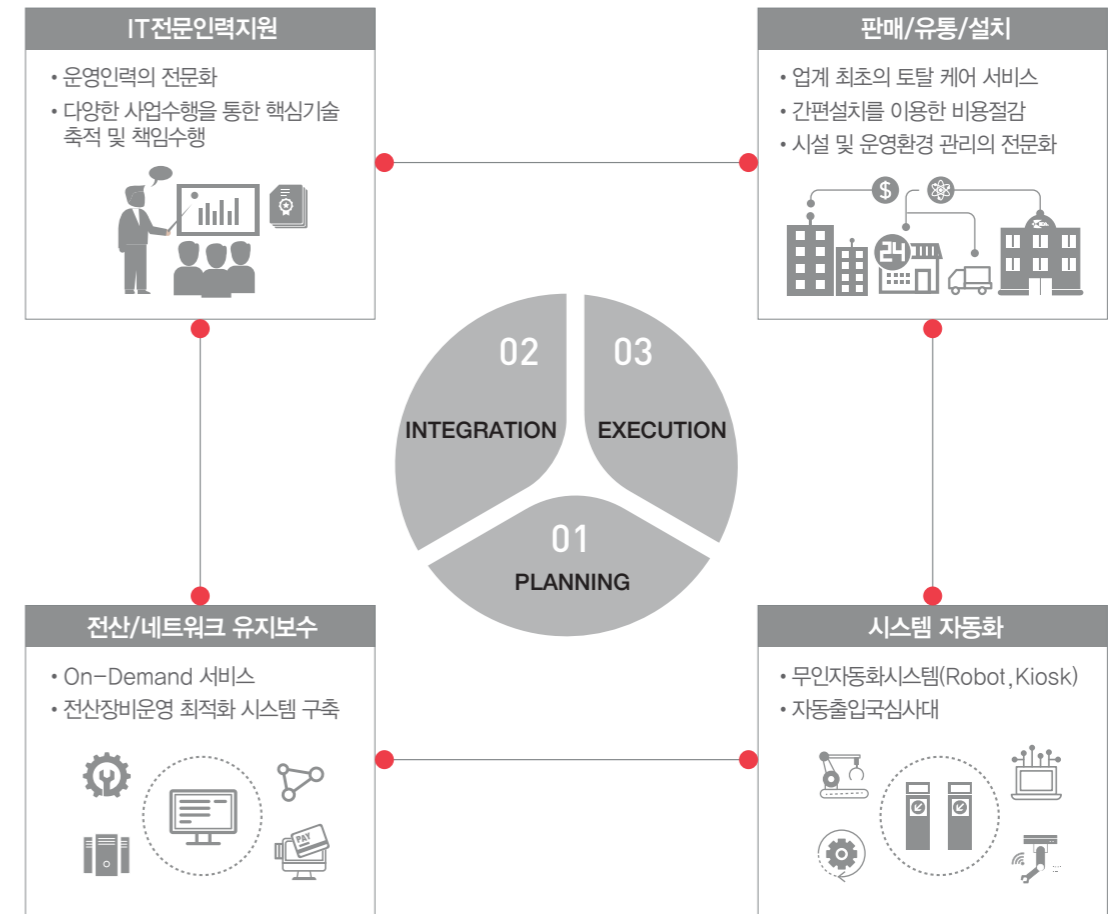 IT전문인력지원
• 운영인력의 전문화
• 다양한 사업수행을 통한 핵심기술
축적 및 책임수행
판매/유통/설치
• 업계 최초의 토탈 케어 서비스
• 간편설치를 이용한 비용절감
• 시설 및 운영환경 관리의 전문화
$
24
02
INTEGRATION
03
EXECUTION
01
PLANNING
전산/네트워크 유지보수
• On-Demand 서비스
• 전산장비운영 최적화 시스템 구축
PAY
시스템 자동화
• 무인자동화시스템(Robot,Kiosk)
• 자동출입국심사대